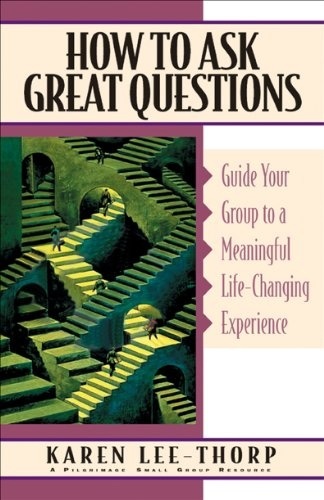 HOW TO ASK
GREAT QUESTIONS
Guide Your
Group to a
Meaningful
Life-Changing
Experience
KAREN LEE-THORP
A PILGRIMAGE SMALL GROUP RESOURCE